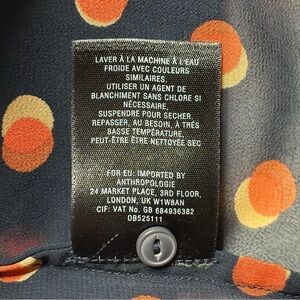 LAVER À LA MACHINE À L'EAU
FROIDE AVEC COULEURS
SIMILAIRES.
UTILISER UN AGENT DE
BLANCHIMENT SANS CHLORE SI
NÉCESSAIRE,
SUSPENDRE POUR SÉCHER.
REPASSER, AU BESOIN, À TRÈS
BASSE TEMPÉRATURE.
PEUT-ÊTRE ÊTRE NETTOYÉE SEC
FOR EU: IMPORTED BY
ANTHROPOLOGIE
24 MARKET PLACE, 3RD FLOOR,
LONDON, UK W1W8AN
CIF: VAT No. GB 684936382
OB525111